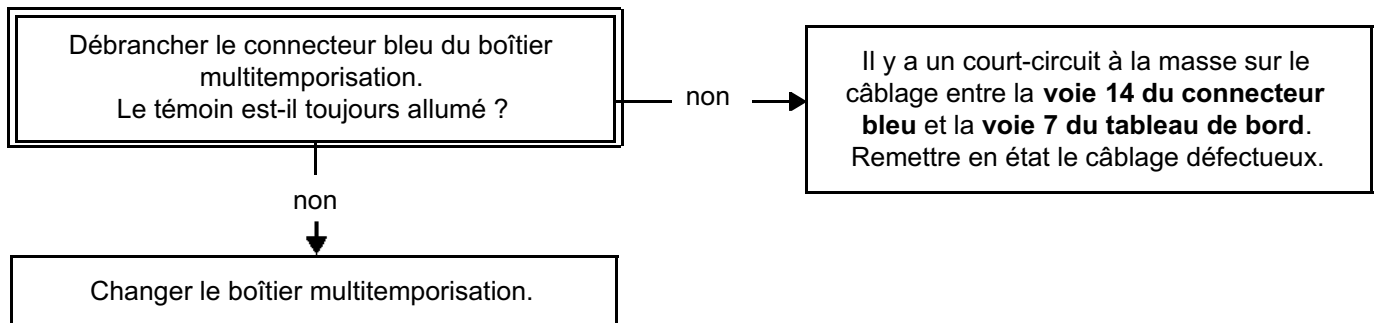 Débrancher le connecteur bleu du boîtier
multitemporisation.
Le témoin est-il toujours allumé ?
non
Il y a un court-circuit à la masse sur le
câblage entre la voie 14 du connecteur
bleu et la voie 7 du tableau de bord.
Remettre en état le câblage défectueux.
non
Changer le boîtier multitemporisation.